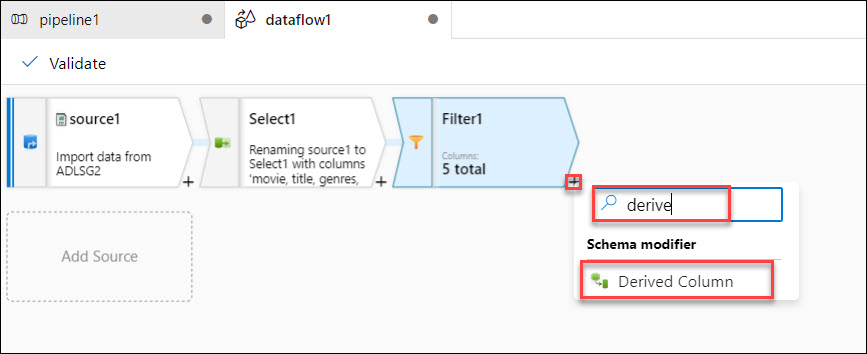 pipeline1
dataflow1
Validate
source1
Import data from
ADLSG2
+
Select1
Renaming source1 to
Select1 with columns
'movie, title, genres,
+
Filter1
Columns:
5 total
+
derive
Schema modifier
Derived Column
Add Source